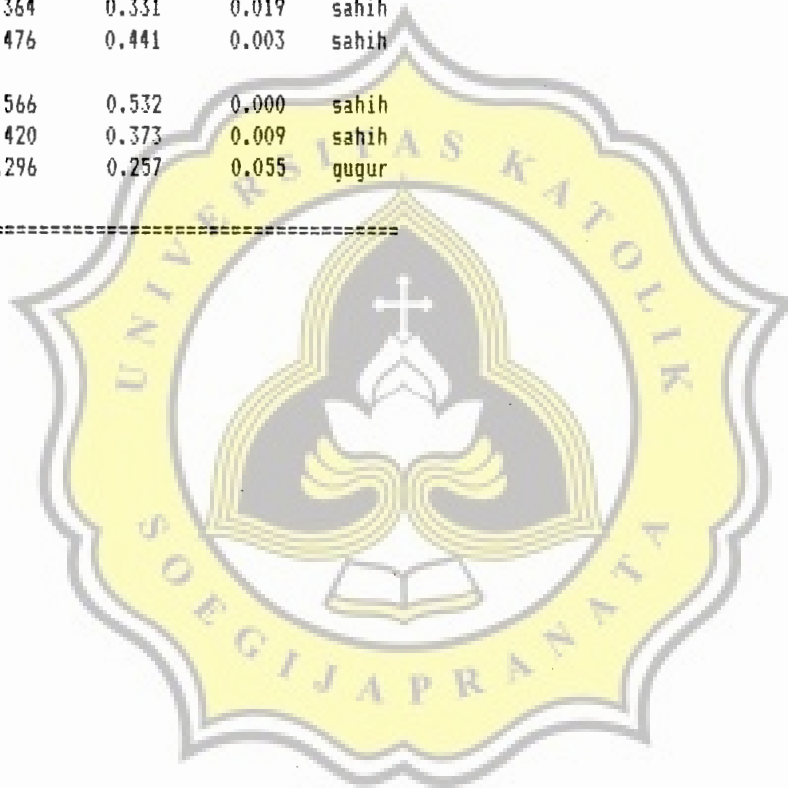 364 0.331 0.019 sahih
476 0.441 0.003 sahih
566 0.532 0.000 sahih
420 0.373 0.009 sahih
.296 0.257 0.055 gugur
==========================================
UNIVERSITAS KATOLIK
SOEGIJAPRANATA